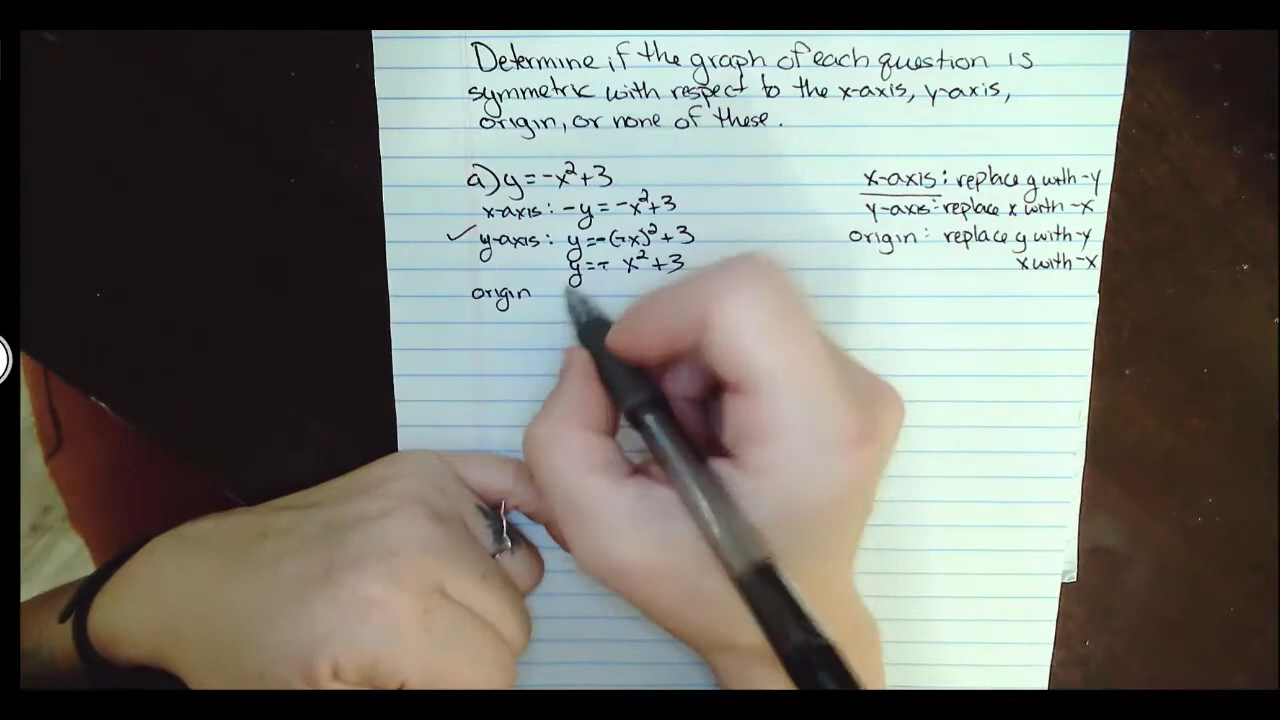 Determine if the graph of each question is
symmetric with respect to the x-axis, y-axis,
origin, or none of these.
a) y = -x² + 3
x-axis: -y = -x² + 3
✓ y-axis: y = -(-x)² + 3
y = - x² + 3
origin
x-axis: replace y with -y
y-axis: replace x with -x
origin: replace y with -y
x with -x